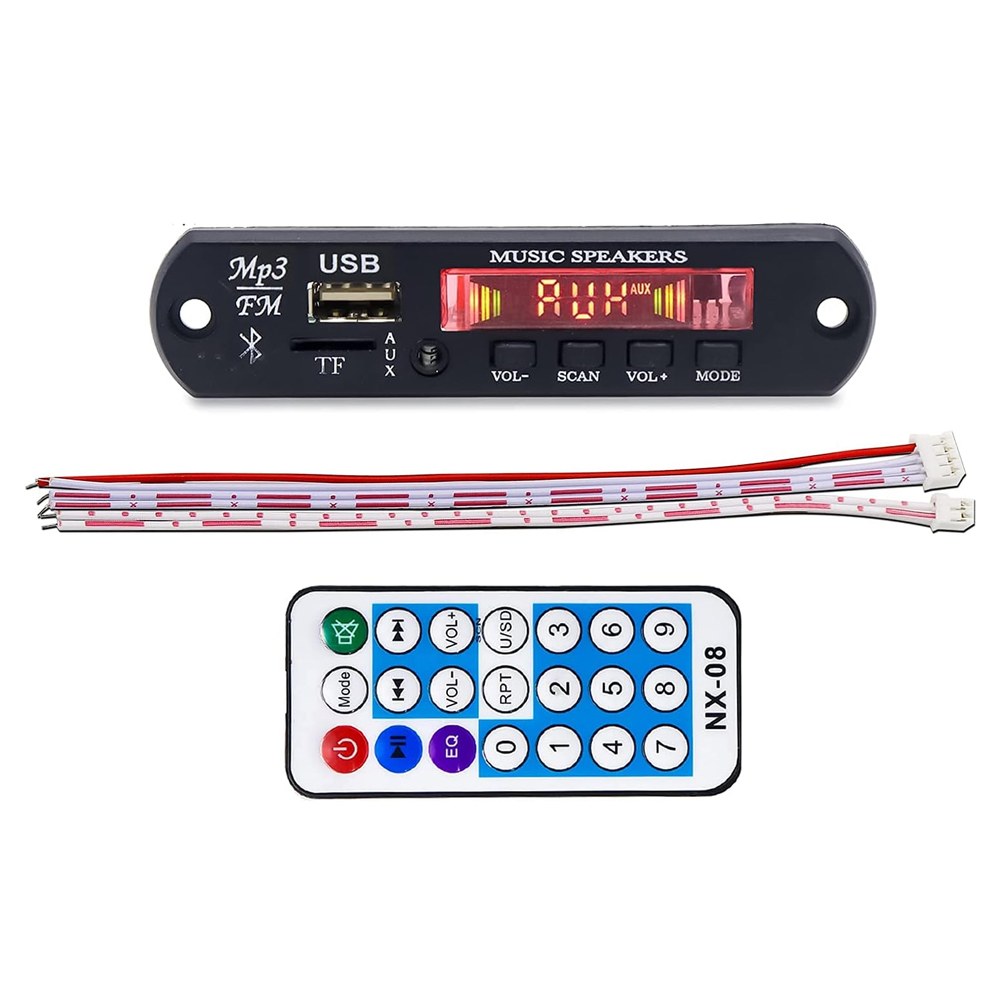 Mp3
FM
USB
TF
AUX
MUSIC SPEAKERS
AUX
VOL-
SCAN
VOL+
MODE
VOL+
SCN
U/SD
3
6
9
Mode
VOL-
RPT
2
5
8
EQ
0
1
4
7
NX-08